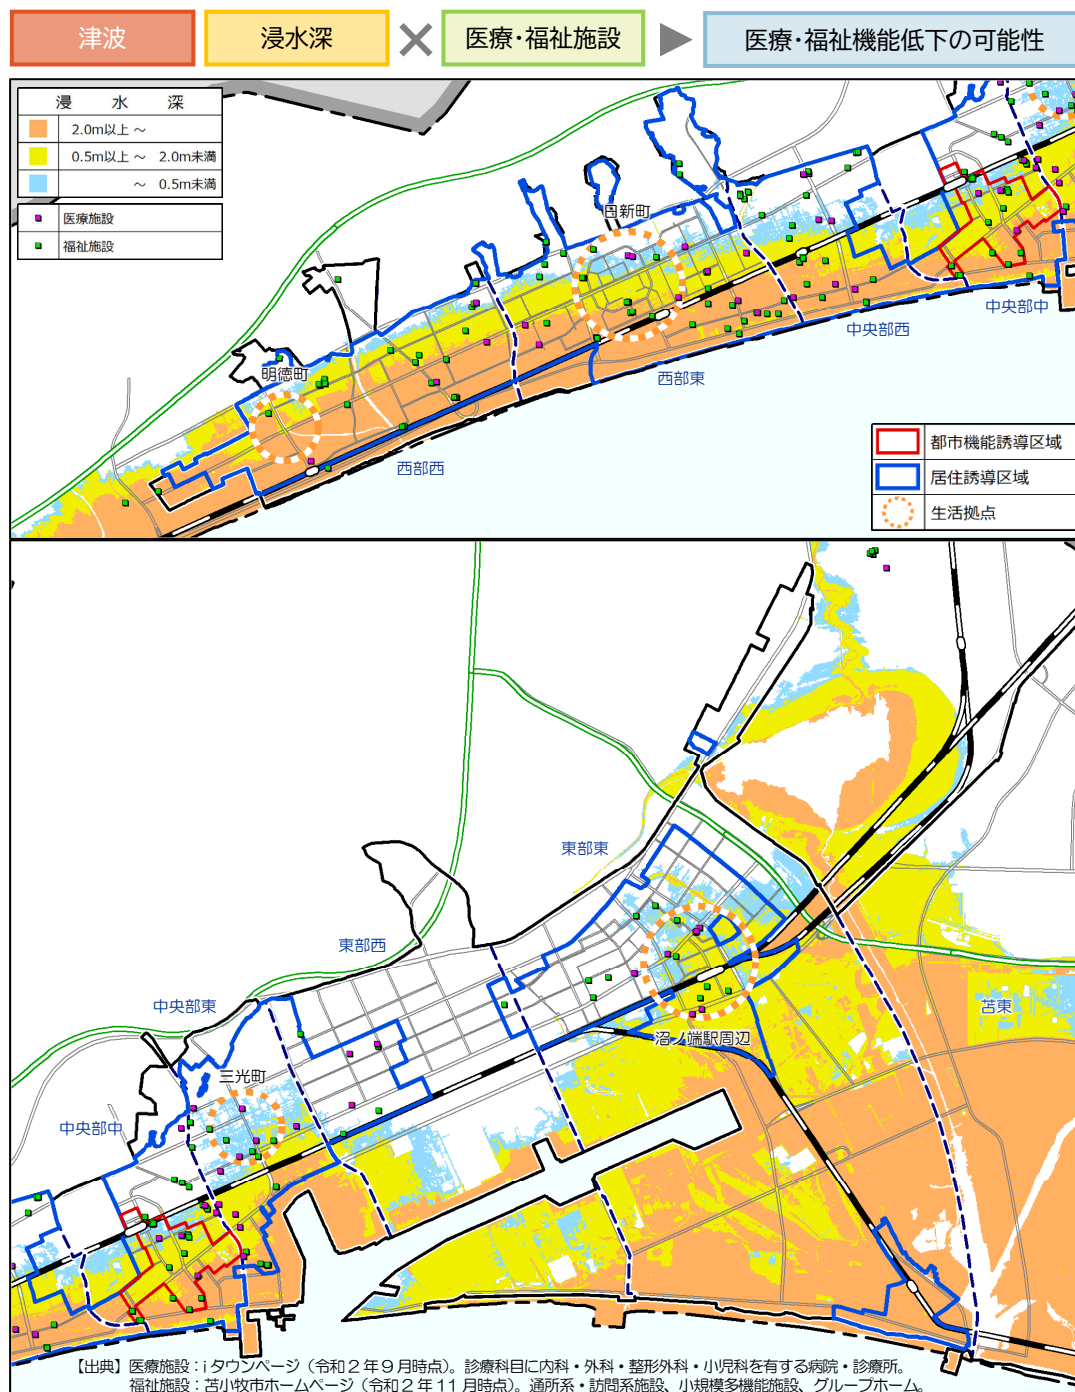 津波 浸水深 医療・福祉施設 医療・福祉機能低下の可能性
浸水深
2.0m以上 ～
0.5m以上 ～ 2.0m未満
～ 0.5m未満
医療施設
福祉施設
日新町
中央部中
中央部西
西部東
明徳町
西部西
都市機能誘導区域
居住誘導区域
生活拠点
東部東
東部西
中央部東
苫東
沼ノ端駅周辺
三光町
中央部中
【出典】医療施設：iタウンページ（令和２年９月時点）。診療科目に内科・外科・整形外科・小児科を有する病院・診療所。
福祉施設：苫小牧市ホームページ（令和２年11月時点）。通所系・訪問系施設、小規模多機能施設、グループホーム。